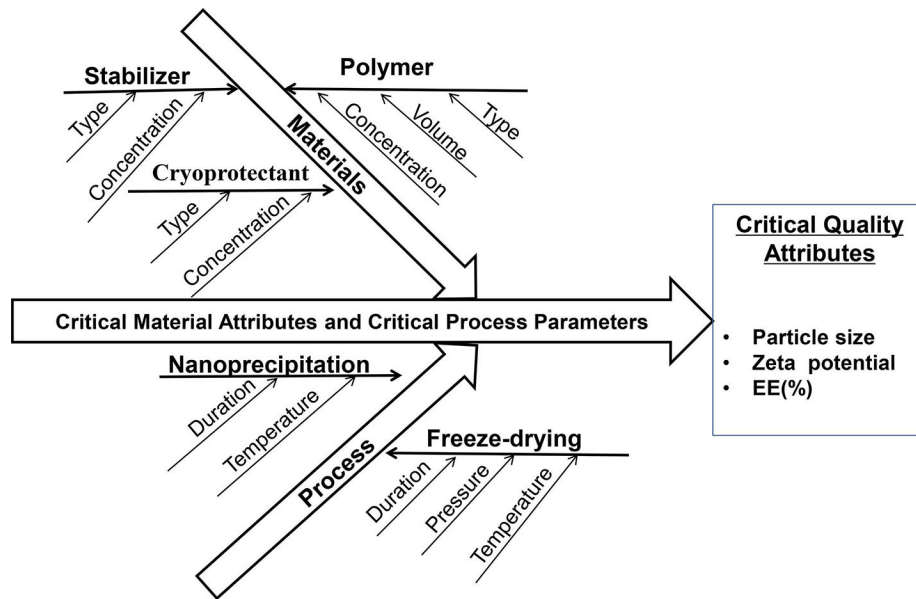 Stabilizer
Type
Concentration
Polymer
Concentration
Volume
Type
Cryoprotectant
Type
Concentration
Materials
Critical Material Attributes and Critical Process Parameters
Nanoprecipitation
Duration
Temperature
Process
Freeze-drying
Duration
Pressure
Temperature
Critical Quality
Attributes
• Particle size
• Zeta potential
• EE(%)